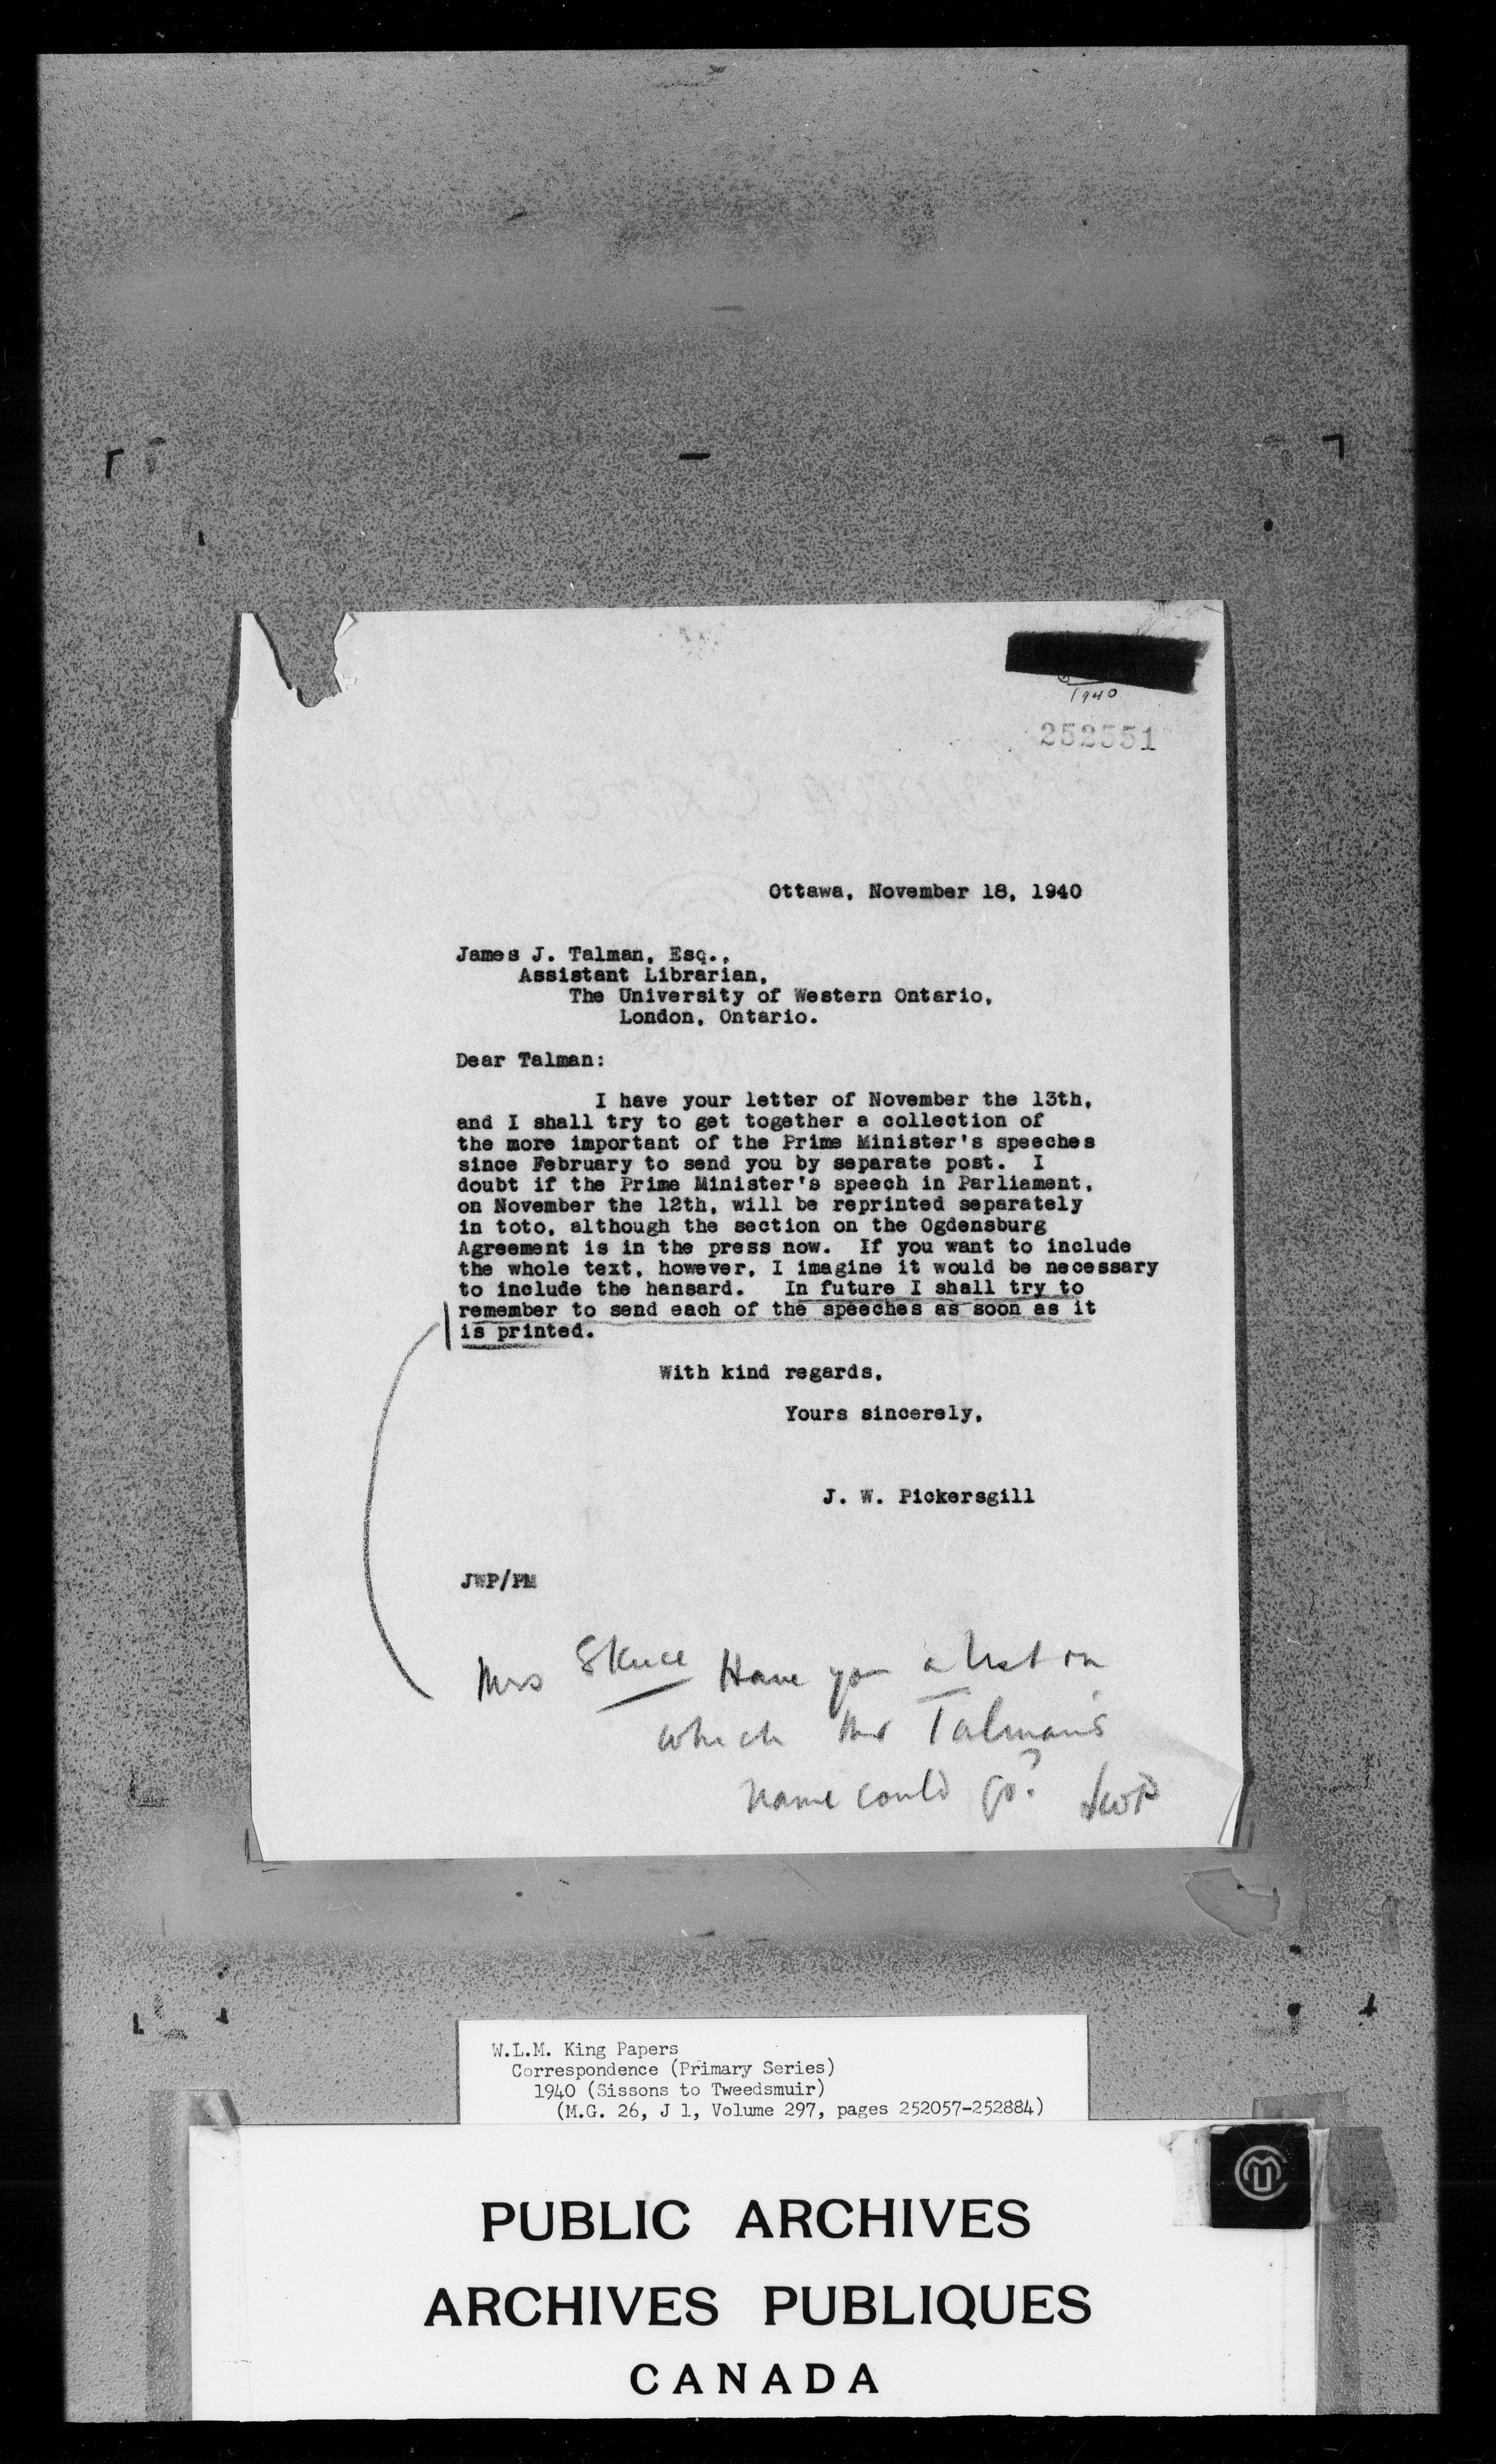 1940
252551
Ottawa, November 18, 1940
James J. Talman, Esq.,
Assistant Librarian,
The University of Western Ontario,
London, Ontario.
Dear Talman:
I have your letter of November the 13th,
and I shall try to get together a collection of
the more important of the Prime Minister's speeches
since February to send you by separate post. I
doubt if the Prime Minister's speech in Parliament,
on November the 12th, will be reprinted separately
in toto, although the section on the Ogdensburg
Agreement is in the press now. If you want to include
the whole text, however, I imagine it would be necessary
to include the hansard. In future I shall try to
remember to send each of the speeches as soon as it
is printed.
With kind regards,
Yours sincerely,
J. W. Pickersgill
JWP/PM
Mrs Skuce Have you a list on
which Mr Talman's
name could go? JWP
W.L.M. King Papers
Correspondence (Primary Series)
1940 (Sissons to Tweedsmuir)
(M.G. 26, J 1, Volume 297, pages 252057-252884)
PUBLIC ARCHIVES
ARCHIVES PUBLIQUES
CANADA